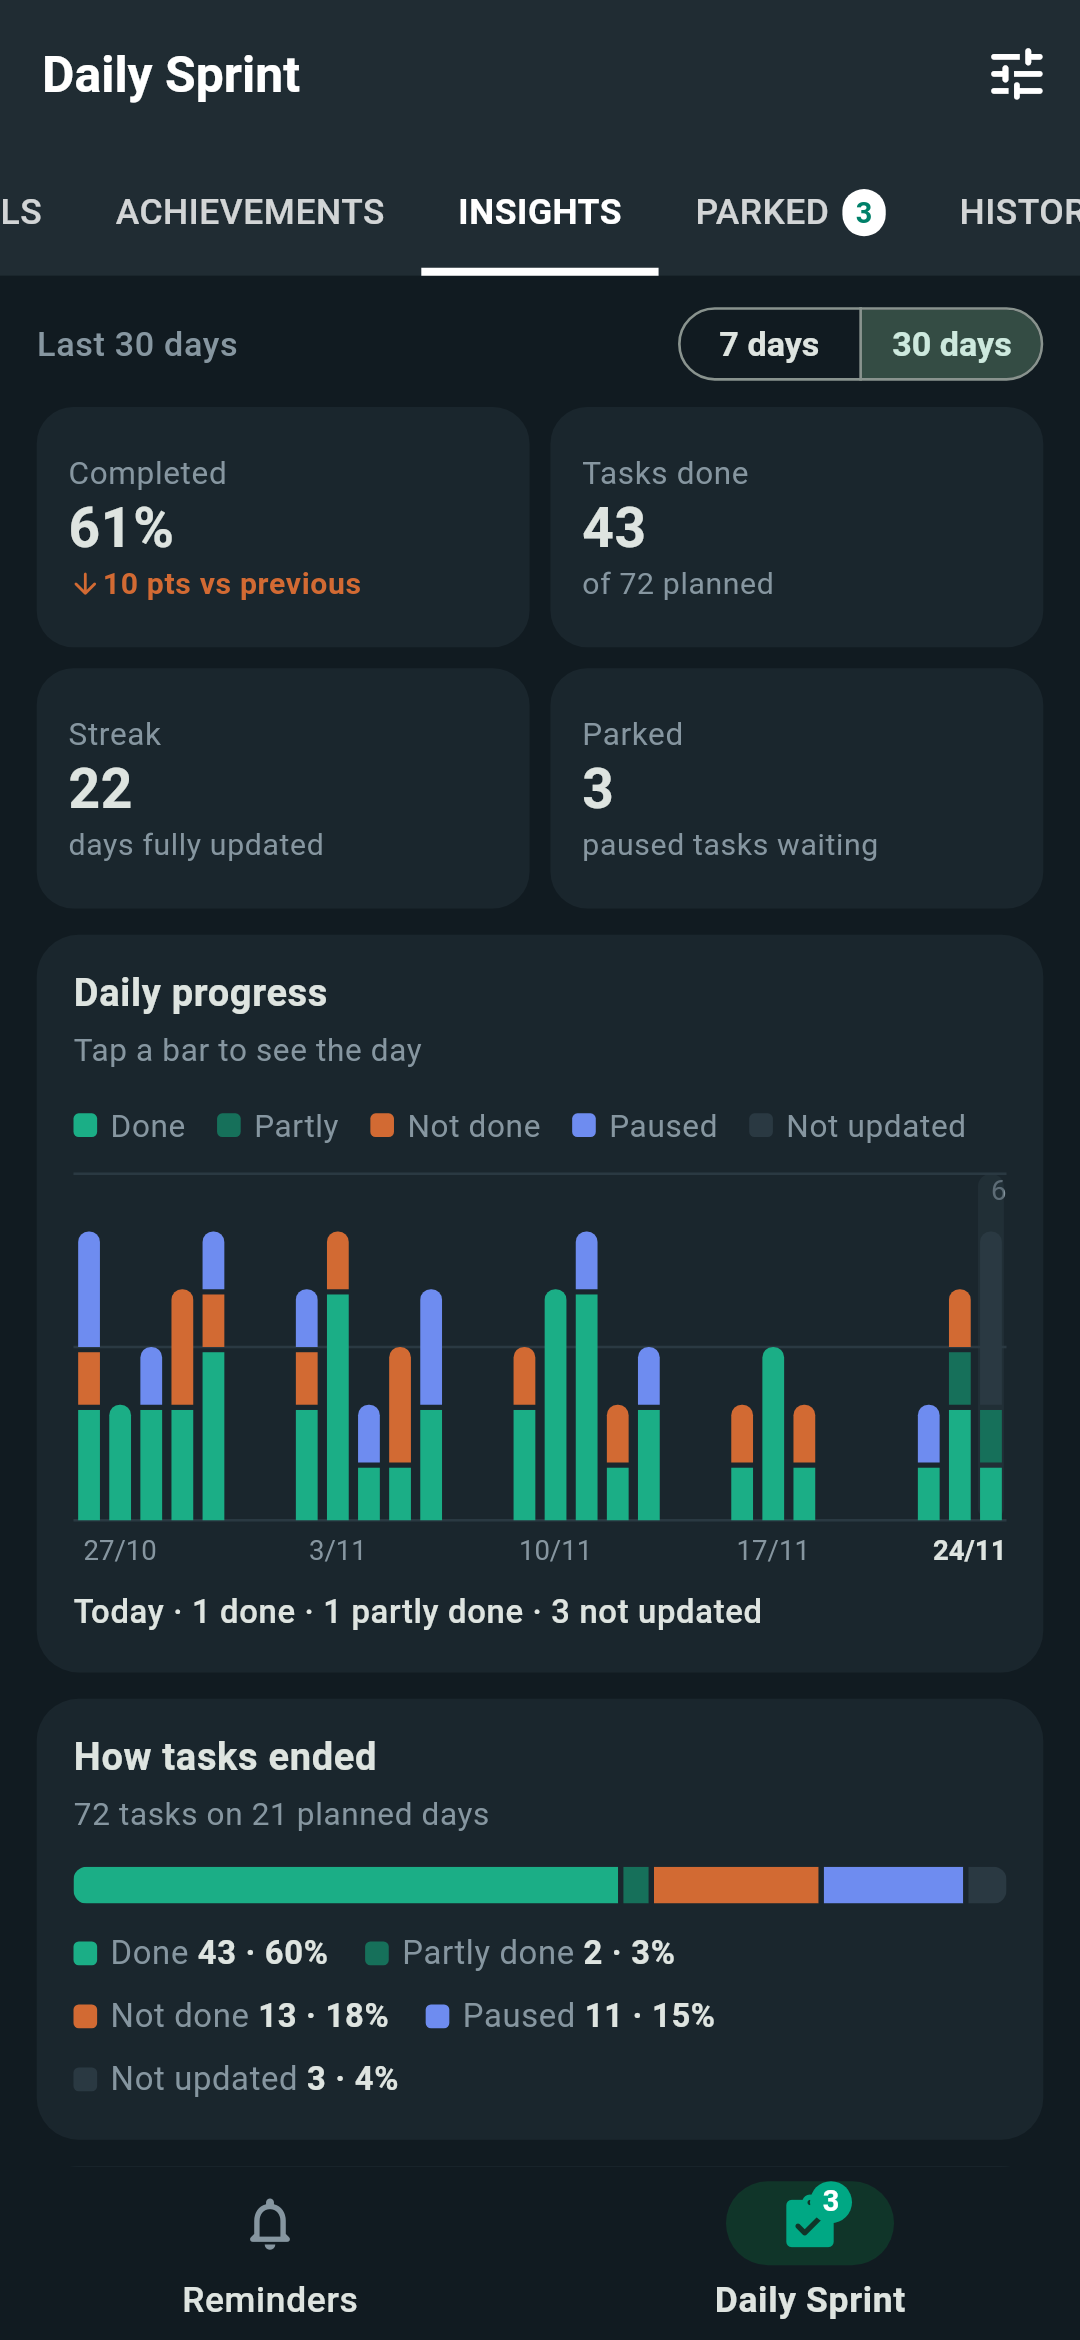 Daily Sprint
LS ACHIEVEMENTS INSIGHTS PARKED 3 HISTOR
Last 30 days 7 days 30 days
Completed
61%
↓10 pts vs previous
Tasks done
43
of 72 planned
Streak
22
days fully updated
Parked
3
paused tasks waiting
Daily progress
Tap a bar to see the day
Done Partly Not done Paused Not updated
6
27/10 3/11 10/11 17/11 24/11
Today · 1 done · 1 partly done · 3 not updated
How tasks ended
72 tasks on 21 planned days
Done 43 · 60% Partly done 2 · 3%
Not done 13 · 18% Paused 11 · 15%
Not updated 3 · 4%
3
Reminders Daily Sprint